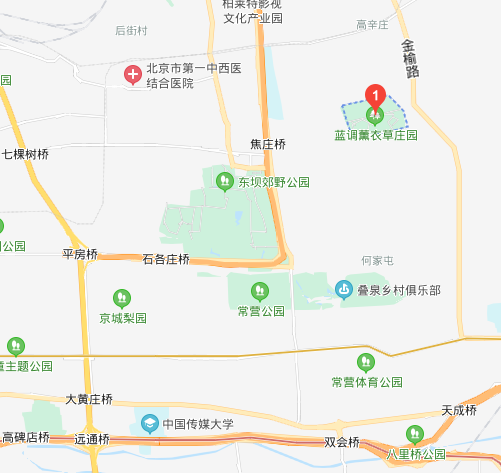 柏莱特影视
文化产业园
后街村
高辛庄
金榆路
北京市第一中西医
结合医院
园
1
蓝调薰衣草庄园
焦庄桥
七棵树桥
东坝郊野公园
公园
平房桥
石各庄桥
何家屯
叠泉乡村俱乐部
京城梨园
常营公园
主题公园
常营体育公园
大黄庄桥
天成桥
中国传媒大学
高碑店桥
远通桥
双会桥
八里桥公园